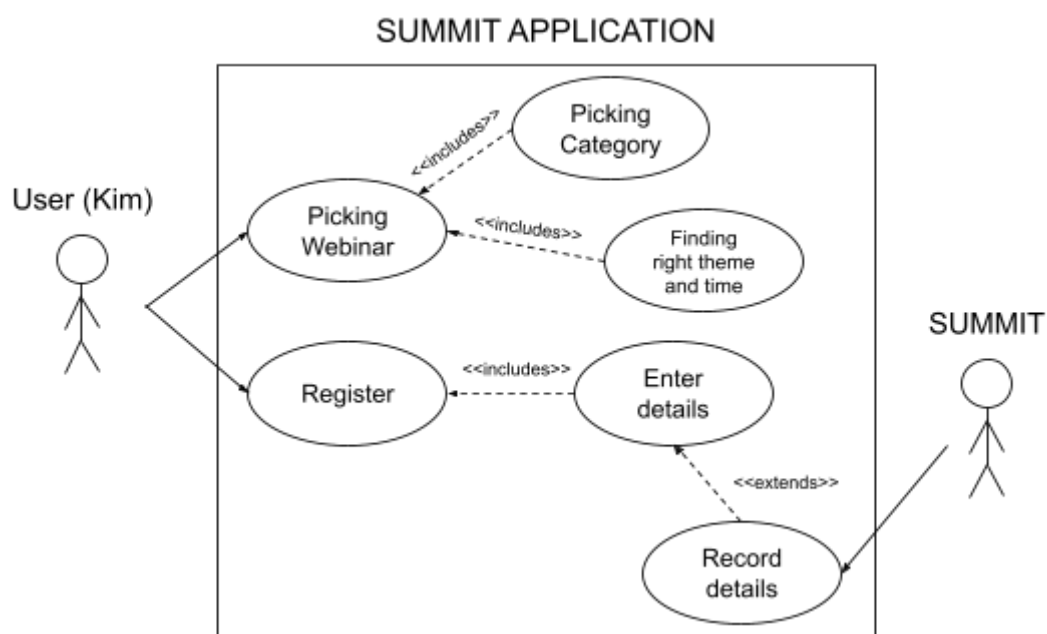 SUMMIT APPLICATION
Picking
Category
<<includes>>
User (Kim)
Picking
Webinar
<<includes>>
Finding
right theme
and time
SUMMIT
Register
<<includes>>
Enter
details
<<extends>>
Record
details